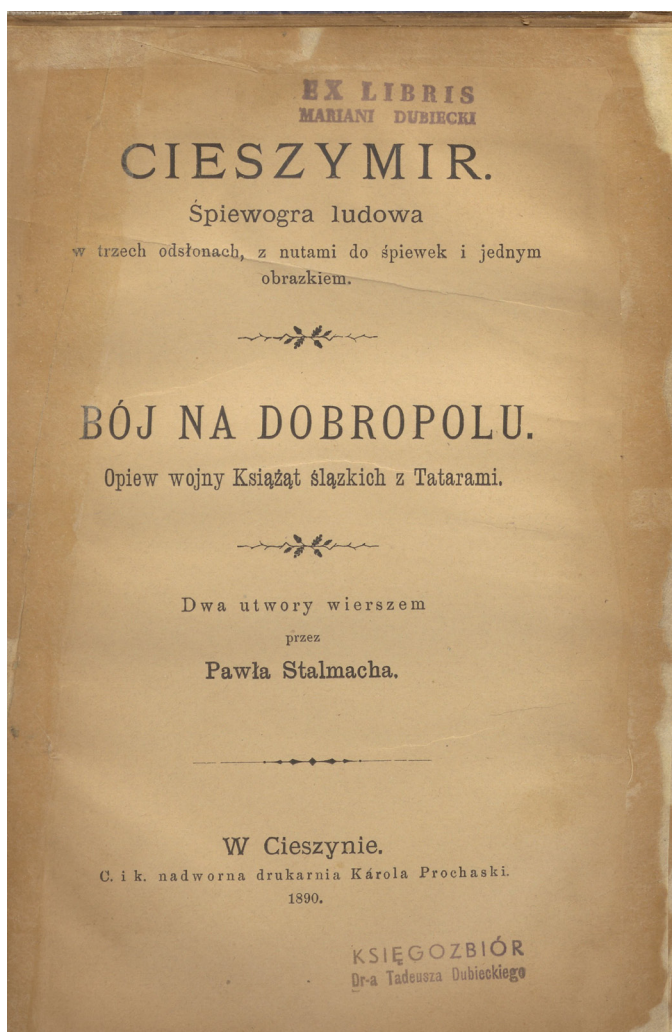 EX LIBRIS
MARIANI DUBIECKI
CIESZYMIR.
Śpiewogra ludowa
w trzech odsłonach, z nutami do śpiewek i jednym
obrazkiem.
BÓJ NA DOBROPOLU.
Opiew wojny Książąt ślązkich z Tatarami.
Dwa utwory wierszem
przez
Pawła Stalmacha.
W Cieszynie.
C. i k. nadworna drukarnia Károla Prochaski.
1890.
KSIĘGOZBIÓR
Dr-a Tadeusza Dubieckiego